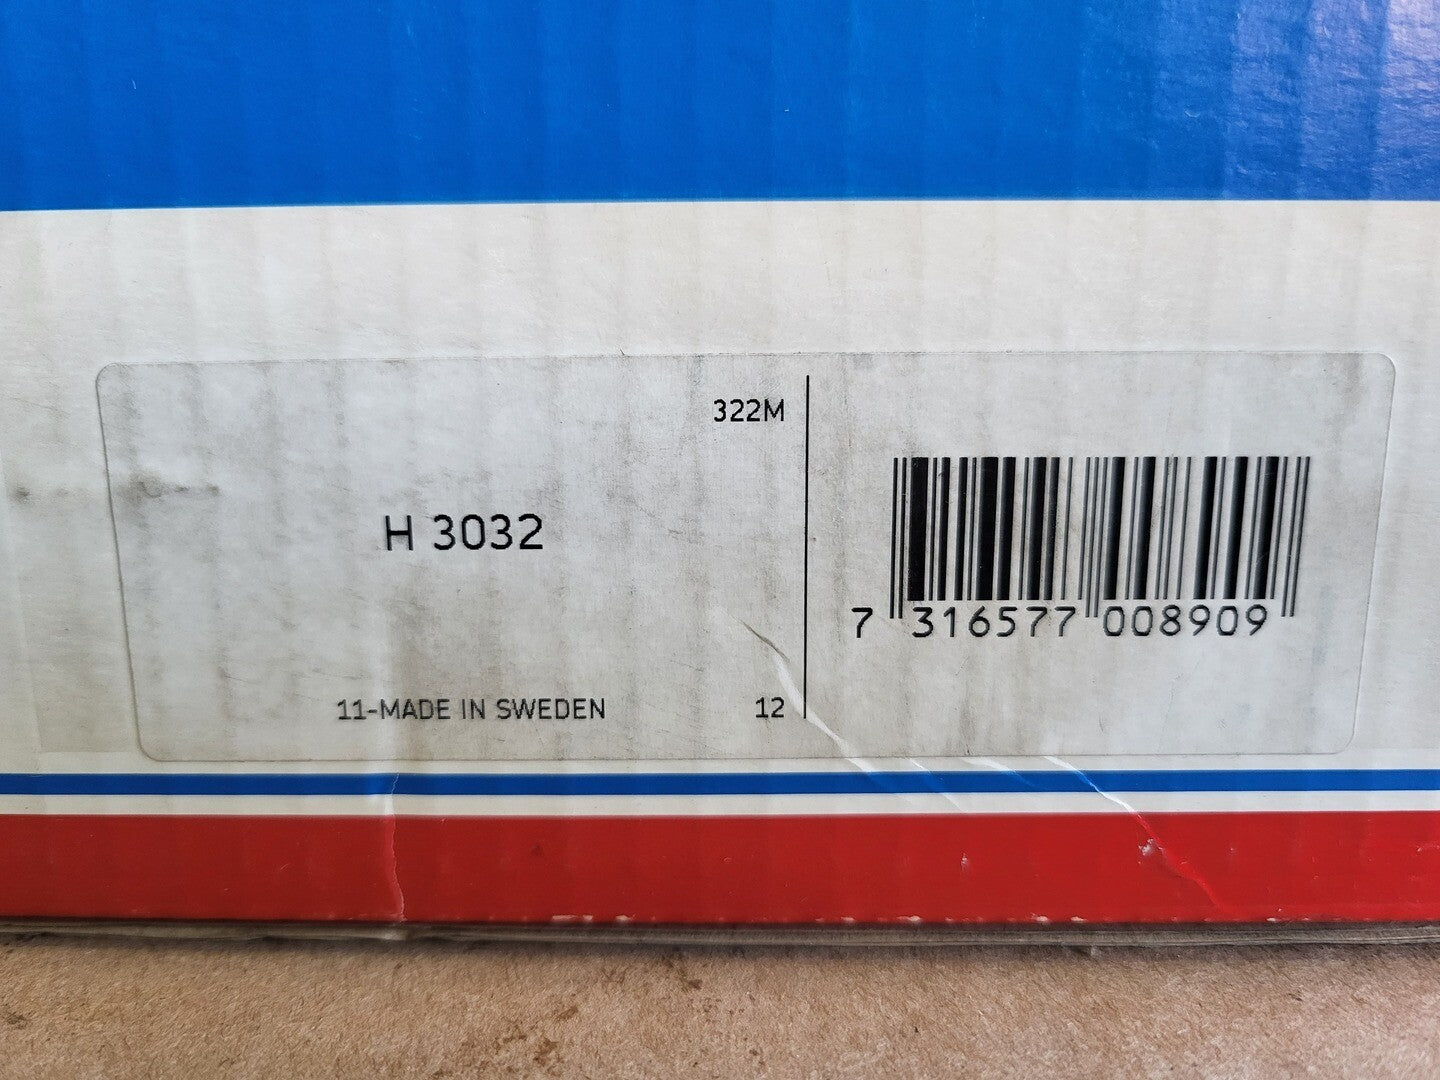 322M
H 3032
7 316577 008909
11-MADE IN SWEDEN 12